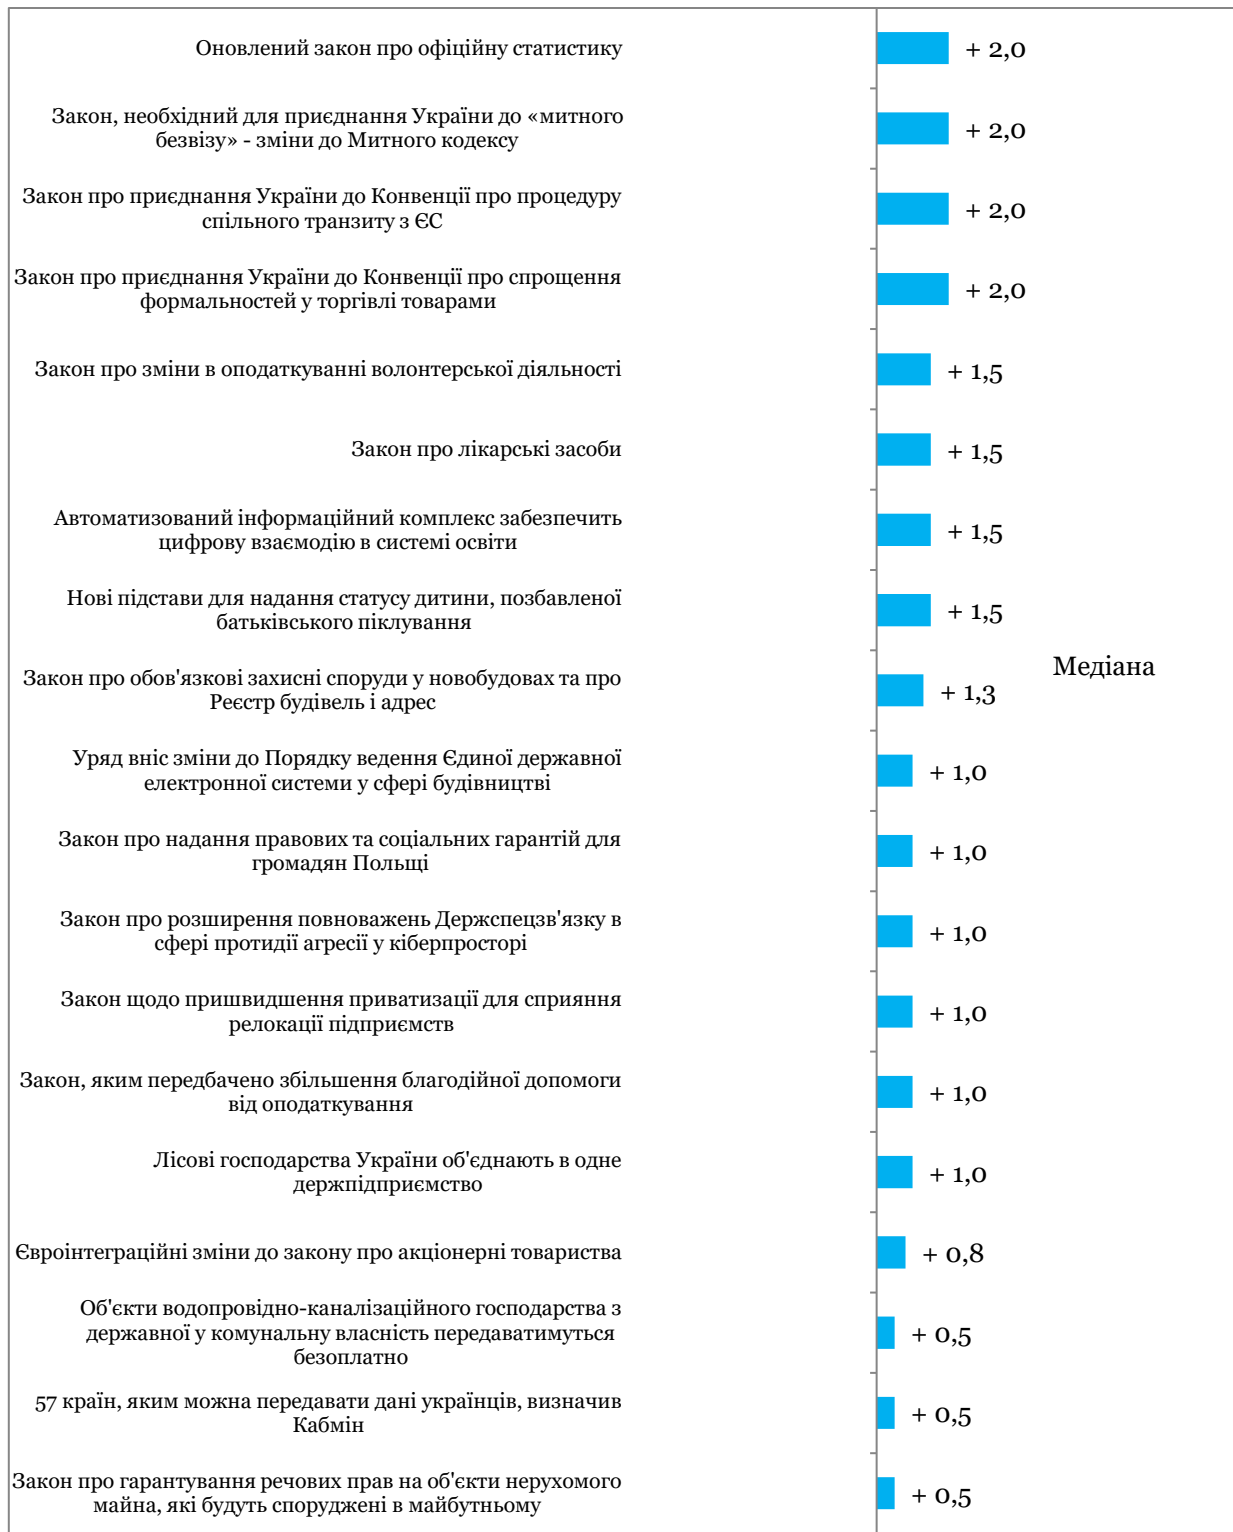 Оновлений закон про офіційну статистику
+ 2,0
Закон, необхідний для приєднання України до «митного
безвізу» - зміни до Митного кодексу
+ 2,0
Закон про приєднання України до Конвенції про процедуру
спільного транзиту з ЄС
+ 2,0
Закон про приєднання України до Конвенції про спрощення
формальностей у торгівлі товарами
+ 2,0
Закон про зміни в оподаткуванні волонтерської діяльності
+ 1,5
Закон про лікарські засоби
+ 1,5
Автоматизований інформаційний комплекс забезпечить
цифрову взаємодію в системі освіти
+ 1,5
Нові підстави для надання статусу дитини, позбавленої
батьківського піклування
+ 1,5
Медіана
Закон про обов'язкові захисні споруди у новобудовах та про
Реєстр будівель і адрес
+ 1,3
Уряд вніс зміни до Порядку ведення Єдиної державної
електронної системи у сфері будівництві
+ 1,0
Закон про надання правових та соціальних гарантій для
громадян Польщі
+ 1,0
Закон про розширення повноважень Держспецзв'язку в
сфері протидії агресії у кіберпросторі
+ 1,0
Закон щодо пришвидшення приватизації для сприяння
релокації підприємств
+ 1,0
Закон, яким передбачено збільшення благодійної допомоги
від оподаткування
+ 1,0
Лісові господарства України об'єднають в одне
держпідприємство
+ 1,0
Євроінтеграційні зміни до закону про акціонерні товариства
+ 0,8
Об'єкти водопровідно-каналізаційного господарства з
державної у комунальну власність передаватимуться
безоплатно
+ 0,5
57 країн, яким можна передавати дані українців, визначив
Кабмін
+ 0,5
Закон про гарантування речових прав на об'єкти нерухомого
майна, які будуть споруджені в майбутньому
+ 0,5